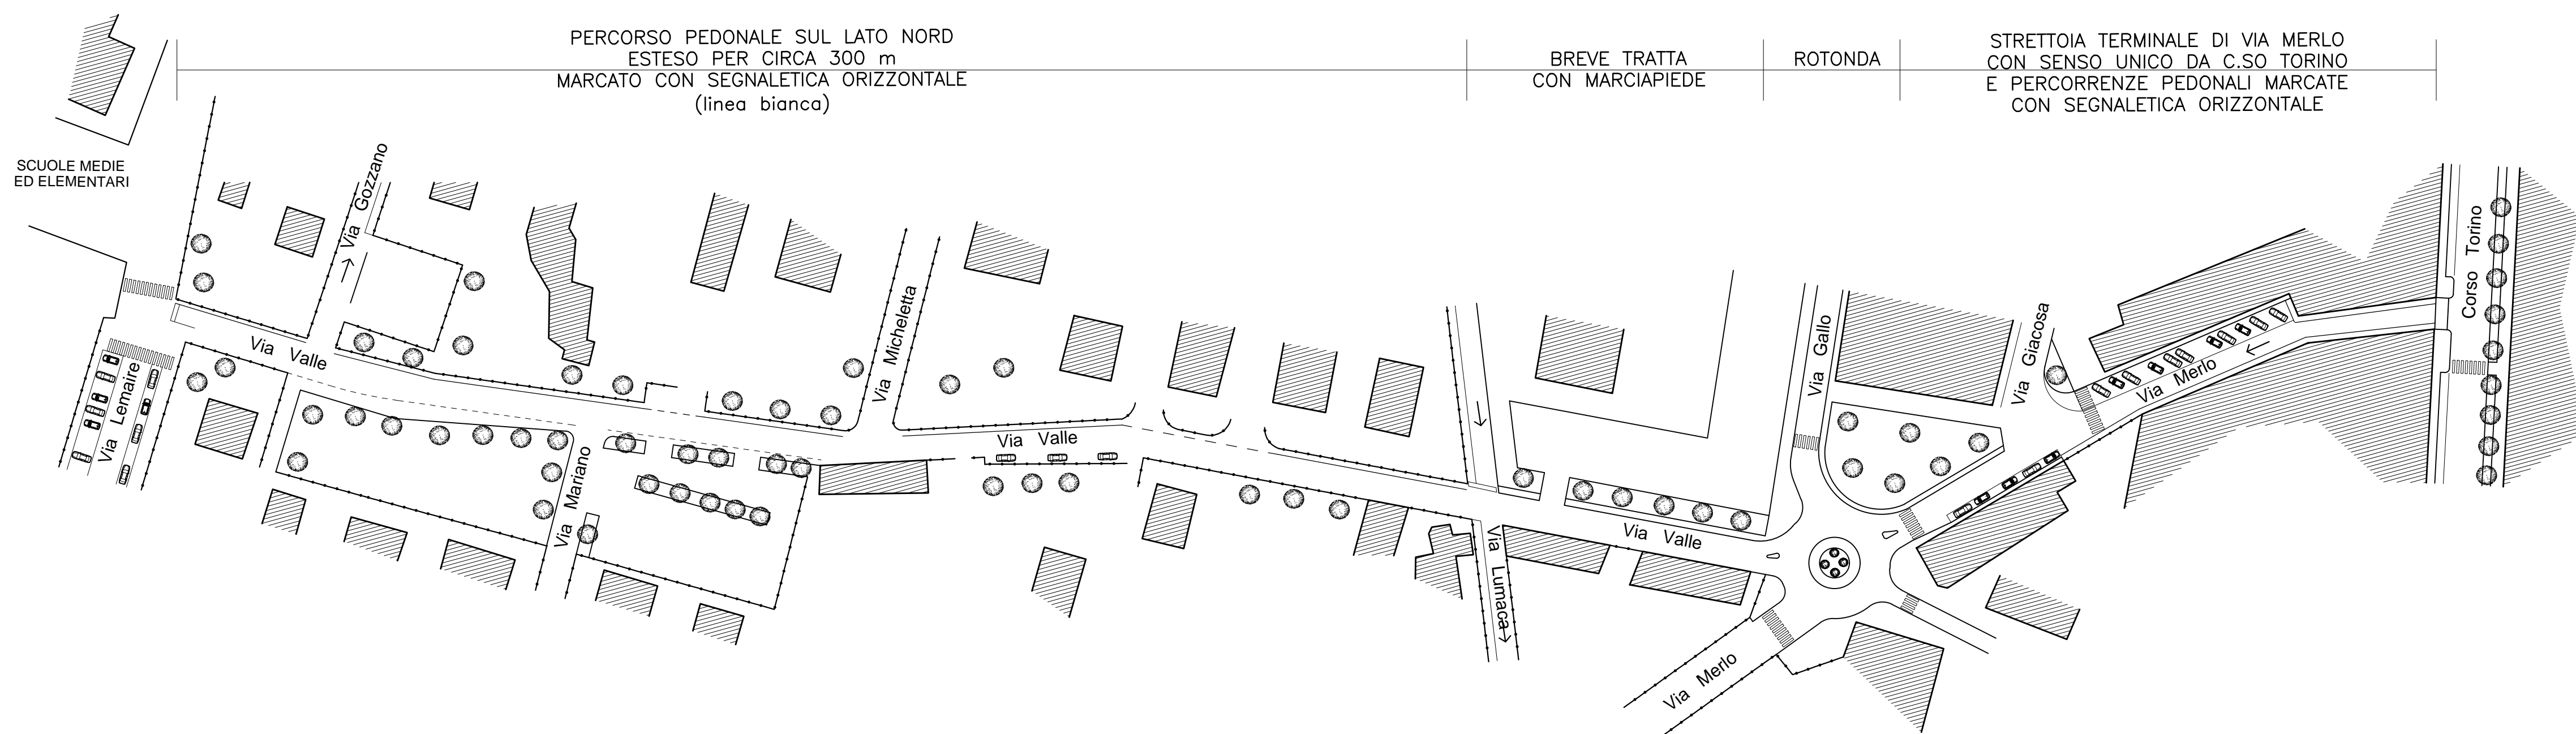 PERCORSO PEDONALE SUL LATO NORD
ESTESO PER CIRCA 300 m
MARCATO CON SEGNALETICA ORIZZONTALE
(linea bianca)
BREVE TRATTA
CON MARCIAPIEDE
ROTONDA
STRETTOIA TERMINALE DI VIA MERLO
CON SENSO UNICO DA C.SO TORINO
E PERCORRENZE PEDONALI MARCATE
CON SEGNALETICA ORIZZONTALE
SCUOLE MEDIE
ED ELEMENTARI
Via Gozzano
Via Valle
Via Lemaire
Via Mariano
Via Micheletta
Via Valle
Via Lumaca
Via Valle
Via Gallo
Via Giacosa
Via Merlo
Via Merlo
Corso Torino